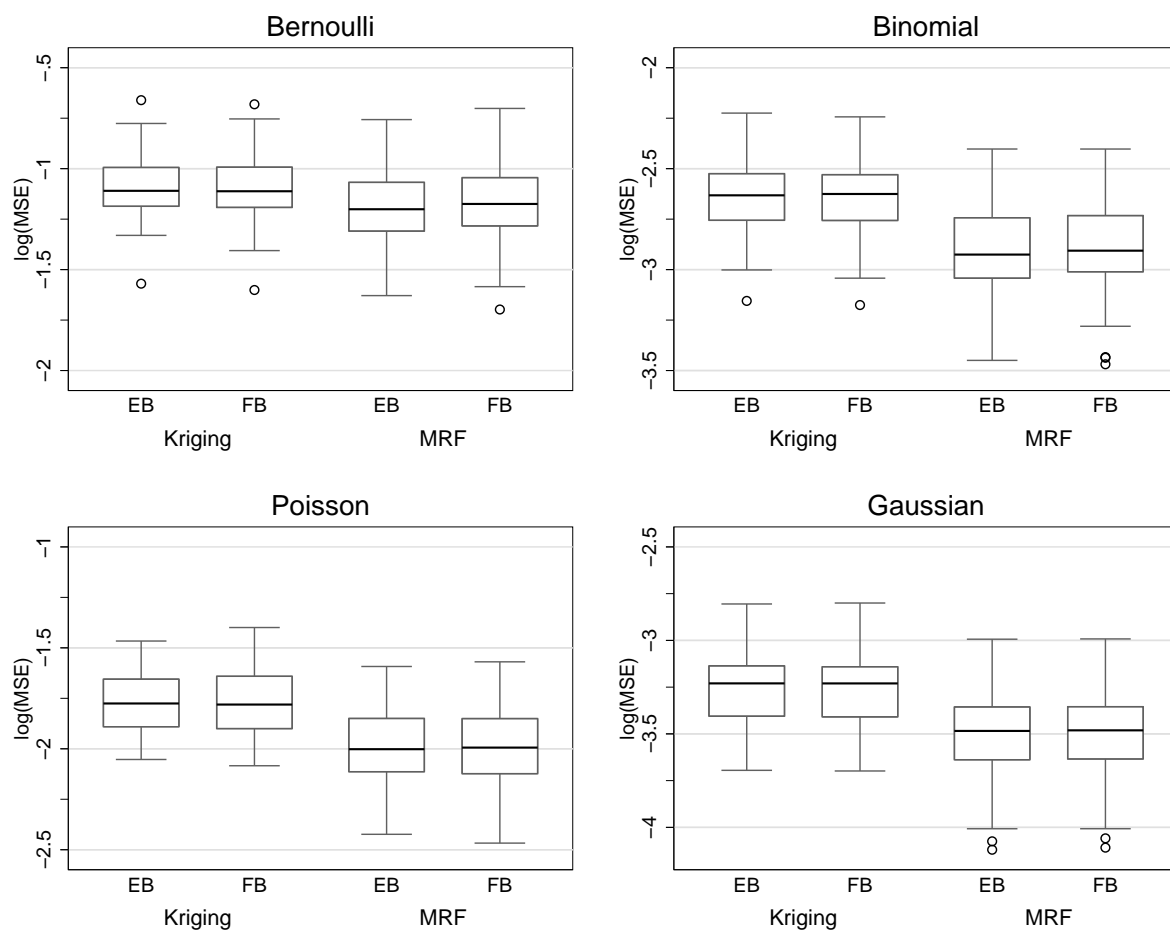 Bernoulli
log(MSE)
−.5
−1
−1.5
−2
EB FB EB FB
Kriging MRF
Binomial
log(MSE)
−2
−2.5
−3
−3.5
EB FB EB FB
Kriging MRF
Poisson
log(MSE)
−1
−1.5
−2
−2.5
EB FB EB FB
Kriging MRF
Gaussian
log(MSE)
−2.5
−3
−3.5
−4
EB FB EB FB
Kriging MRF